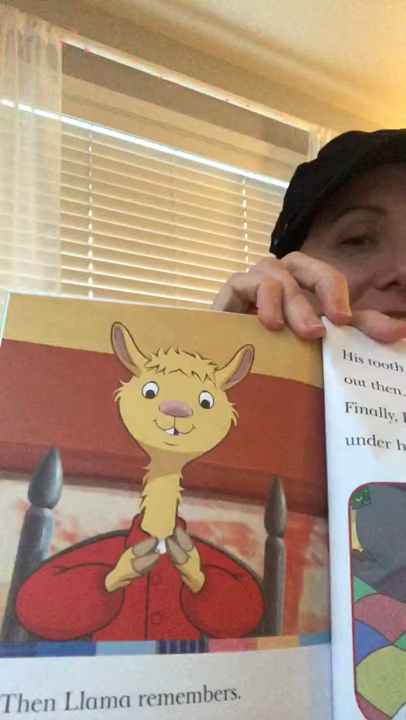 Then Llama remembers.
His tooth
out then
Finally,
under h